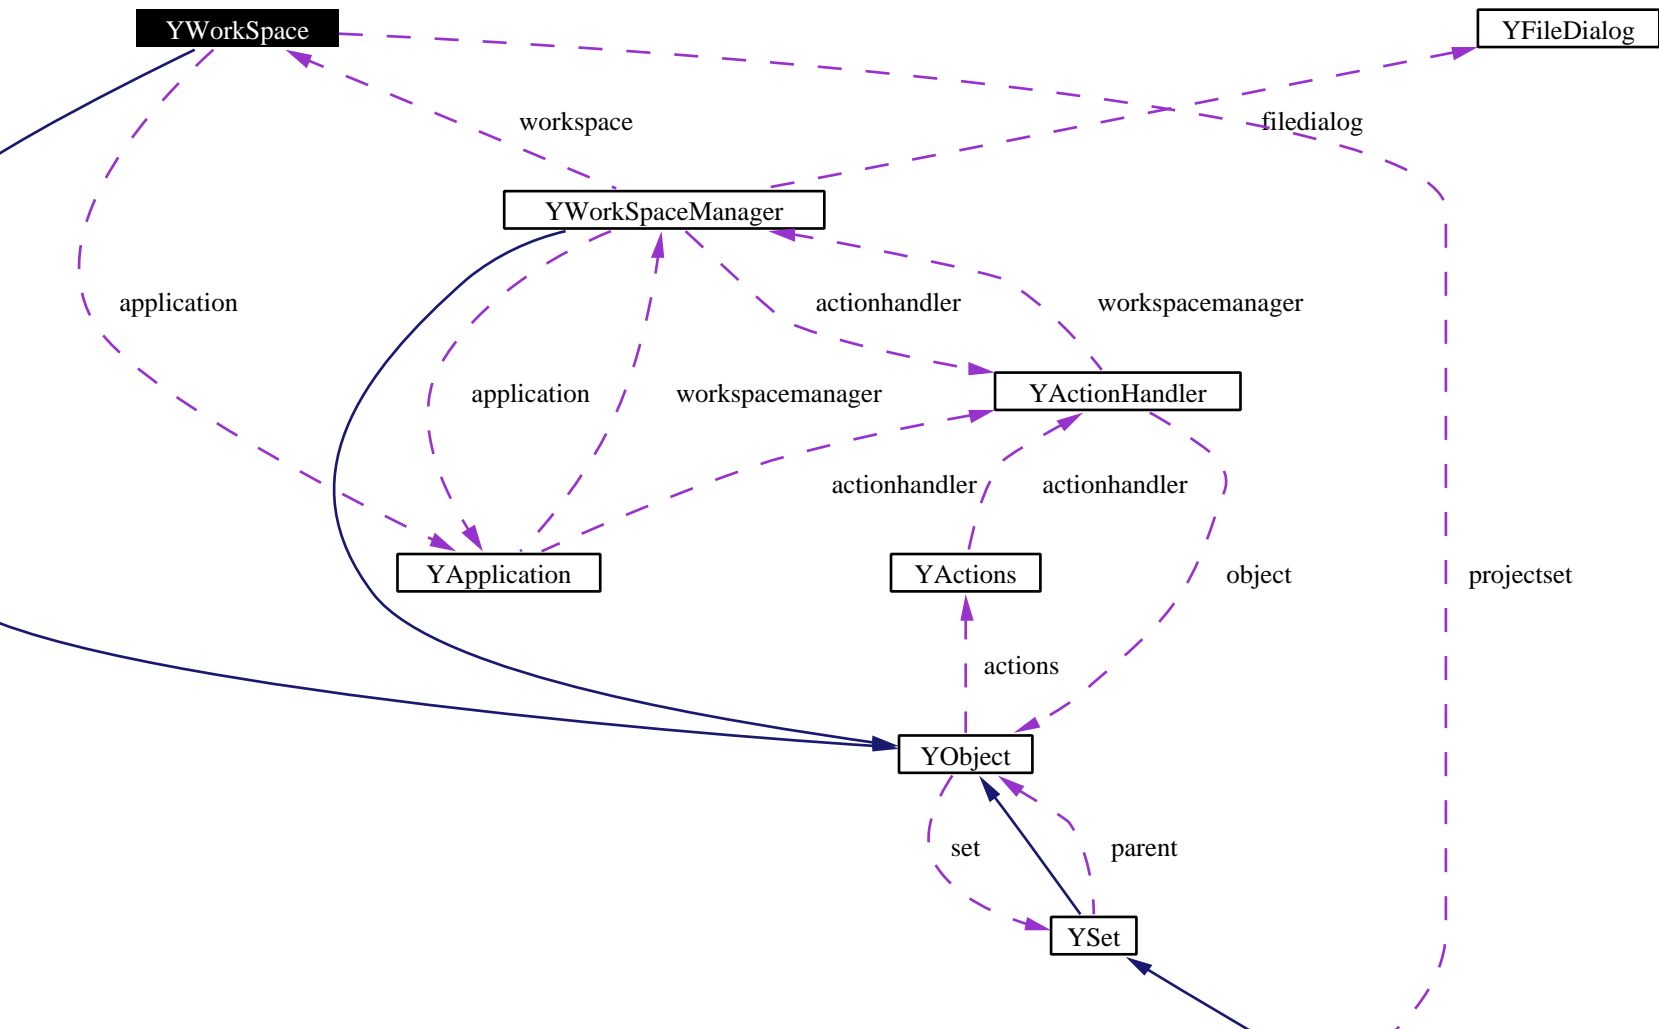 YWorkSpace
YFileDialog
workspace
filedialog
YWorkSpaceManager
application
actionhandler
workspacemanager
application
workspacemanager
YActionHandler
actionhandler
actionhandler
YApplication
YActions
object
projectset
actions
YObject
set
parent
YSet